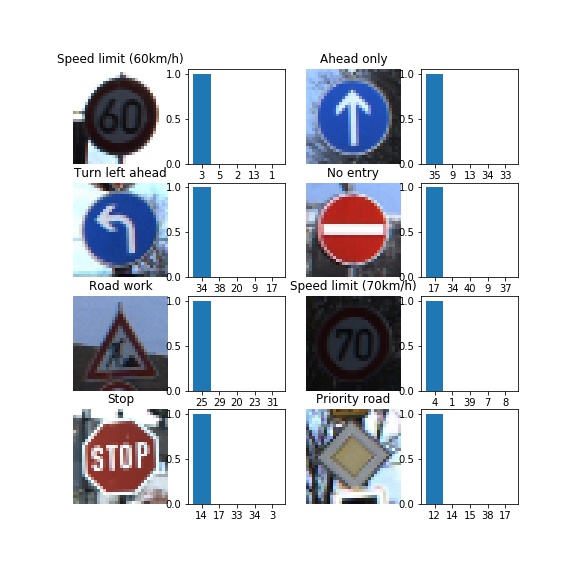 Speed limit (60km/h)
60
1.0
0.5
0.0
3 5 2 13 1
Ahead only
1.0
0.5
0.0
35 9 13 34 33
Turn left ahead
1.0
0.5
0.0
34 38 20 9 17
No entry
1.0
0.5
0.0
17 34 40 9 37
Road work
1.0
0.5
0.0
25 29 20 23 31
Speed limit (70km/h)
70
1.0
0.5
0.0
4 1 39 7 8
Stop
STOP
1.0
0.5
0.0
14 17 33 34 3
Priority road
1.0
0.5
0.0
12 14 15 38 17